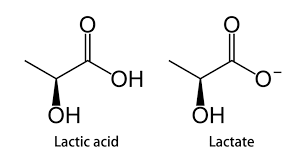 O O
OH O⁻
OH OH
Lactic acid Lactate